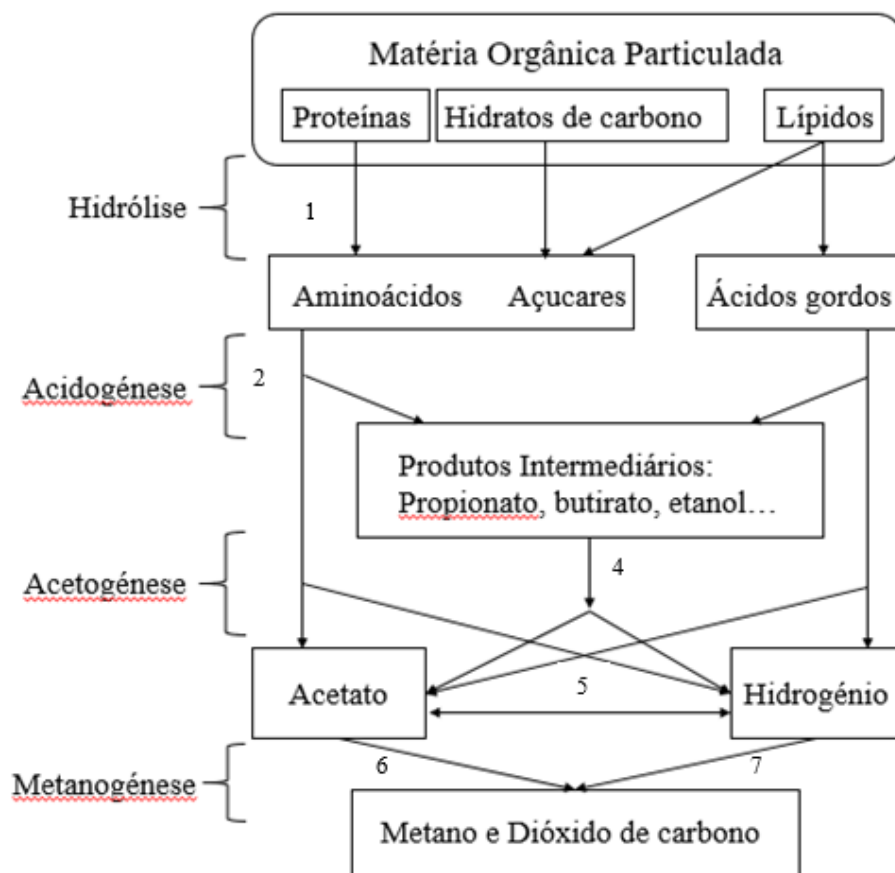 Matéria Orgânica Particulada
Proteínas
Hidratos de carbono
Lípidos
Hidrólise
1
Aminoácidos
Açucares
Ácidos gordos
Acidogénese
2
Produtos Intermediários:
Propionato, butirato, etanol…
Acetogénese
4
Acetato
5
Hidrogénio
Metanogénese
6
7
Metano e Dióxido de carbono